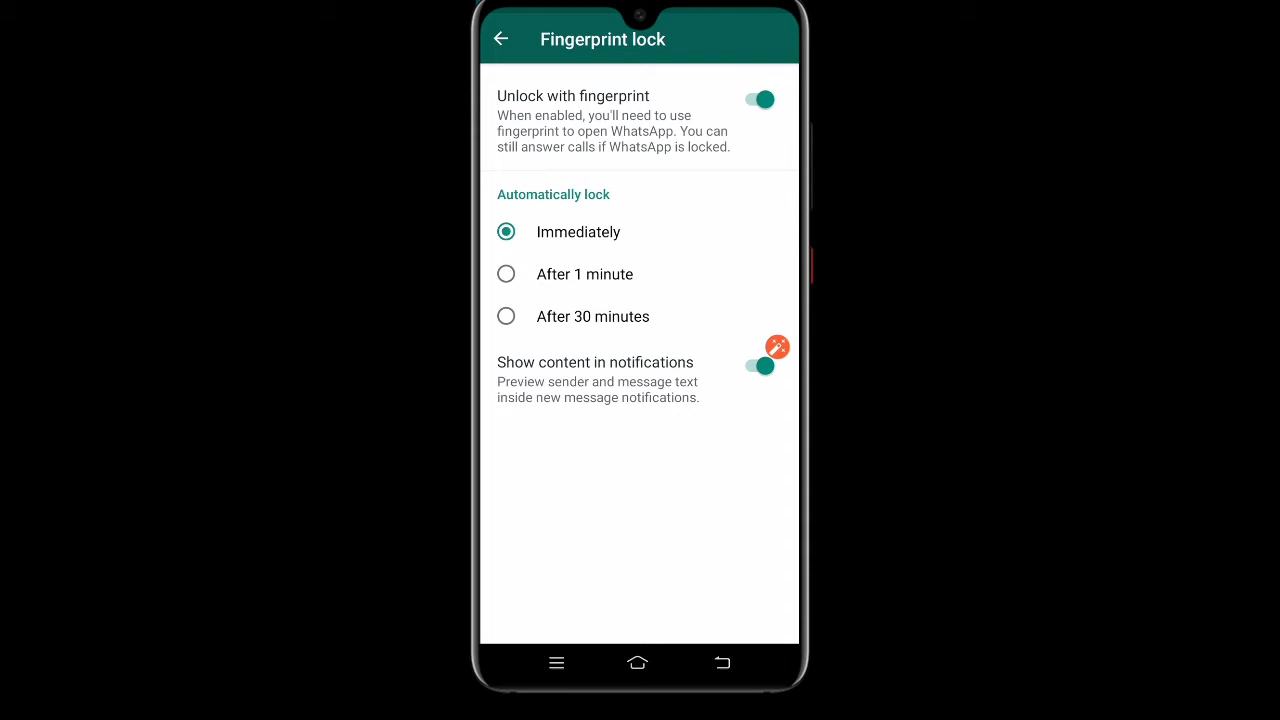 Fingerprint lock
Unlock with fingerprint
When enabled, you'll need to use
fingerprint to open WhatsApp. You can
still answer calls if WhatsApp is locked.
Automatically lock
Immediately
After 1 minute
After 30 minutes
Show content in notifications
Preview sender and message text
inside new message notifications.